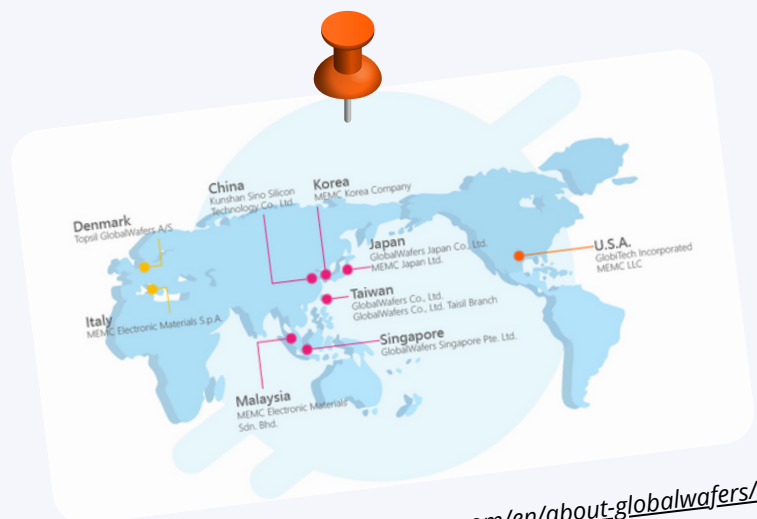 China
Kunshan Sino Silicon
Technology Co., Ltd.
Korea
MEMC Korea Company
Denmark
Topsil GlobalWafers A/S
Japan
GlobalWafers Japan Co., Ltd.
MEMC Japan Ltd.
U.S.A.
GlobiTech Incorporated
MEMC LLC
Taiwan
GlobalWafers Co., Ltd.
GlobalWafers Co., Ltd. Taisil Branch
Italy
MEMC Electronic Materials S.p.A.
Singapore
GlobalWafers Singapore Pte. Ltd.
Malaysia
MEMC Electronic Materials
Sdn. Bhd.
om/en/about-globalwafers/